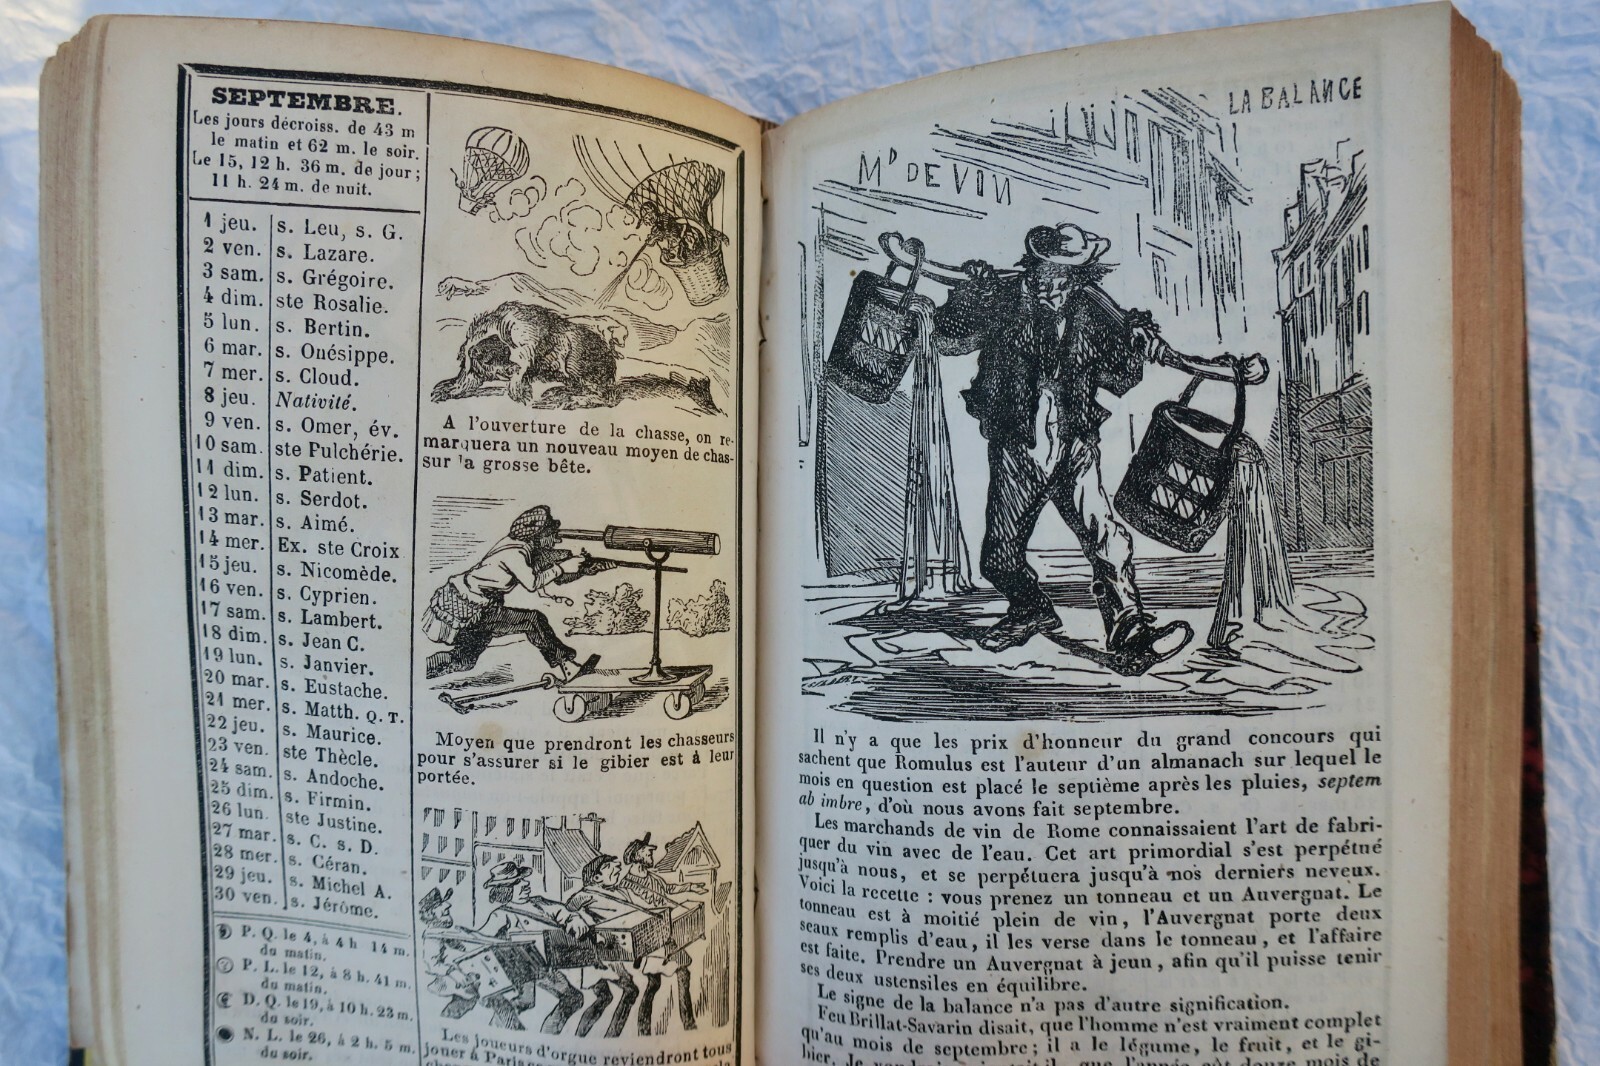 SEPTEMBRE.
Les jours décroiss. de 43 m
le matin et 62 m. le soir.
Le 15, 12 h. 36 m. de jour ;
11 h. 24 m. de nuit.
1 jeu. s. Leu, s. G.
2 ven. s. Lazare.
3 sam. s. Grégoire.
4 dim. ste Rosalie.
5 lun. s. Bertin.
6 mar. s. Onésippe.
7 mer. s. Cloud.
8 jeu. Nativité.
9 ven. s. Omer, év.
10 sam. ste Pulchérie.
11 dim. s. Patient.
12 lun. s. Serdot.
13 mar. s. Aimé.
14 mer. Ex. ste Croix
15 jeu. s. Nicomède.
16 ven. s. Cyprien.
17 sam. s. Lambert.
18 dim. s. Jean C.
19 lun. s. Janvier.
20 mar. s. Eustache.
21 mer. s. Matth. Q. T.
22 jeu. s. Maurice.
23 ven. ste Thècle.
24 sam. s. Andoche.
25 dim. s. Firmin.
26 lun. ste Justine.
27 mar. s. C. s. D.
28 mer. s. Céran.
29 jeu. s. Michel A.
30 ven. s. Jérôme.
P. Q. le 4, à 4 h 14 m.
du matin.
P. L. le 12, à 8 h. 41 m.
du matin.
D. Q. le 19, à 10 h. 23 m.
du soir.
N. L. le 26, à 2 h. 5 m.
du soir.
A l'ouverture de la chasse, on re-
marquera un nouveau moyen de chas-
sur la grosse bête.
Moyen que prendront les chasseurs
pour s'assurer si le gibier est à leur
portée.
Les joueurs d'orgue reviendront tous
jouer à Paris
LA BALANCE
MD DE VIN
Il n'y a que les prix d'honneur du grand concours qui
sachent que Romulus est l'auteur d'un almanach sur lequel le
mois en question est placé le septième après les pluies, septem
ab imbre, d'où nous avons fait septembre.
Les marchands de vin de Rome connaissaient l'art de fabri-
quer du vin avec de l'eau. Cet art primordial s'est perpétué
jusqu'à nous, et se perpétuera jusqu'à nos derniers neveux.
Voici la recette : vous prenez un tonneau et un Auvergnat. Le
tonneau est à moitié plein de vin, l'Auvergnat porte deux
seaux remplis d'eau, il les verse dans le tonneau, et l'affaire
est faite. Prendre un Auvergnat à jeun, afin qu'il puisse tenir
ses deux ustensiles en équilibre.
Le signe de la balance n'a pas d'autre signification.
Feu Brillat-Savarin disait, que l'homme n'est vraiment complet
qu'au mois de septembre ; il a le légume, le fruit, et le gi-
bier. Je que l'année eût douze mois de